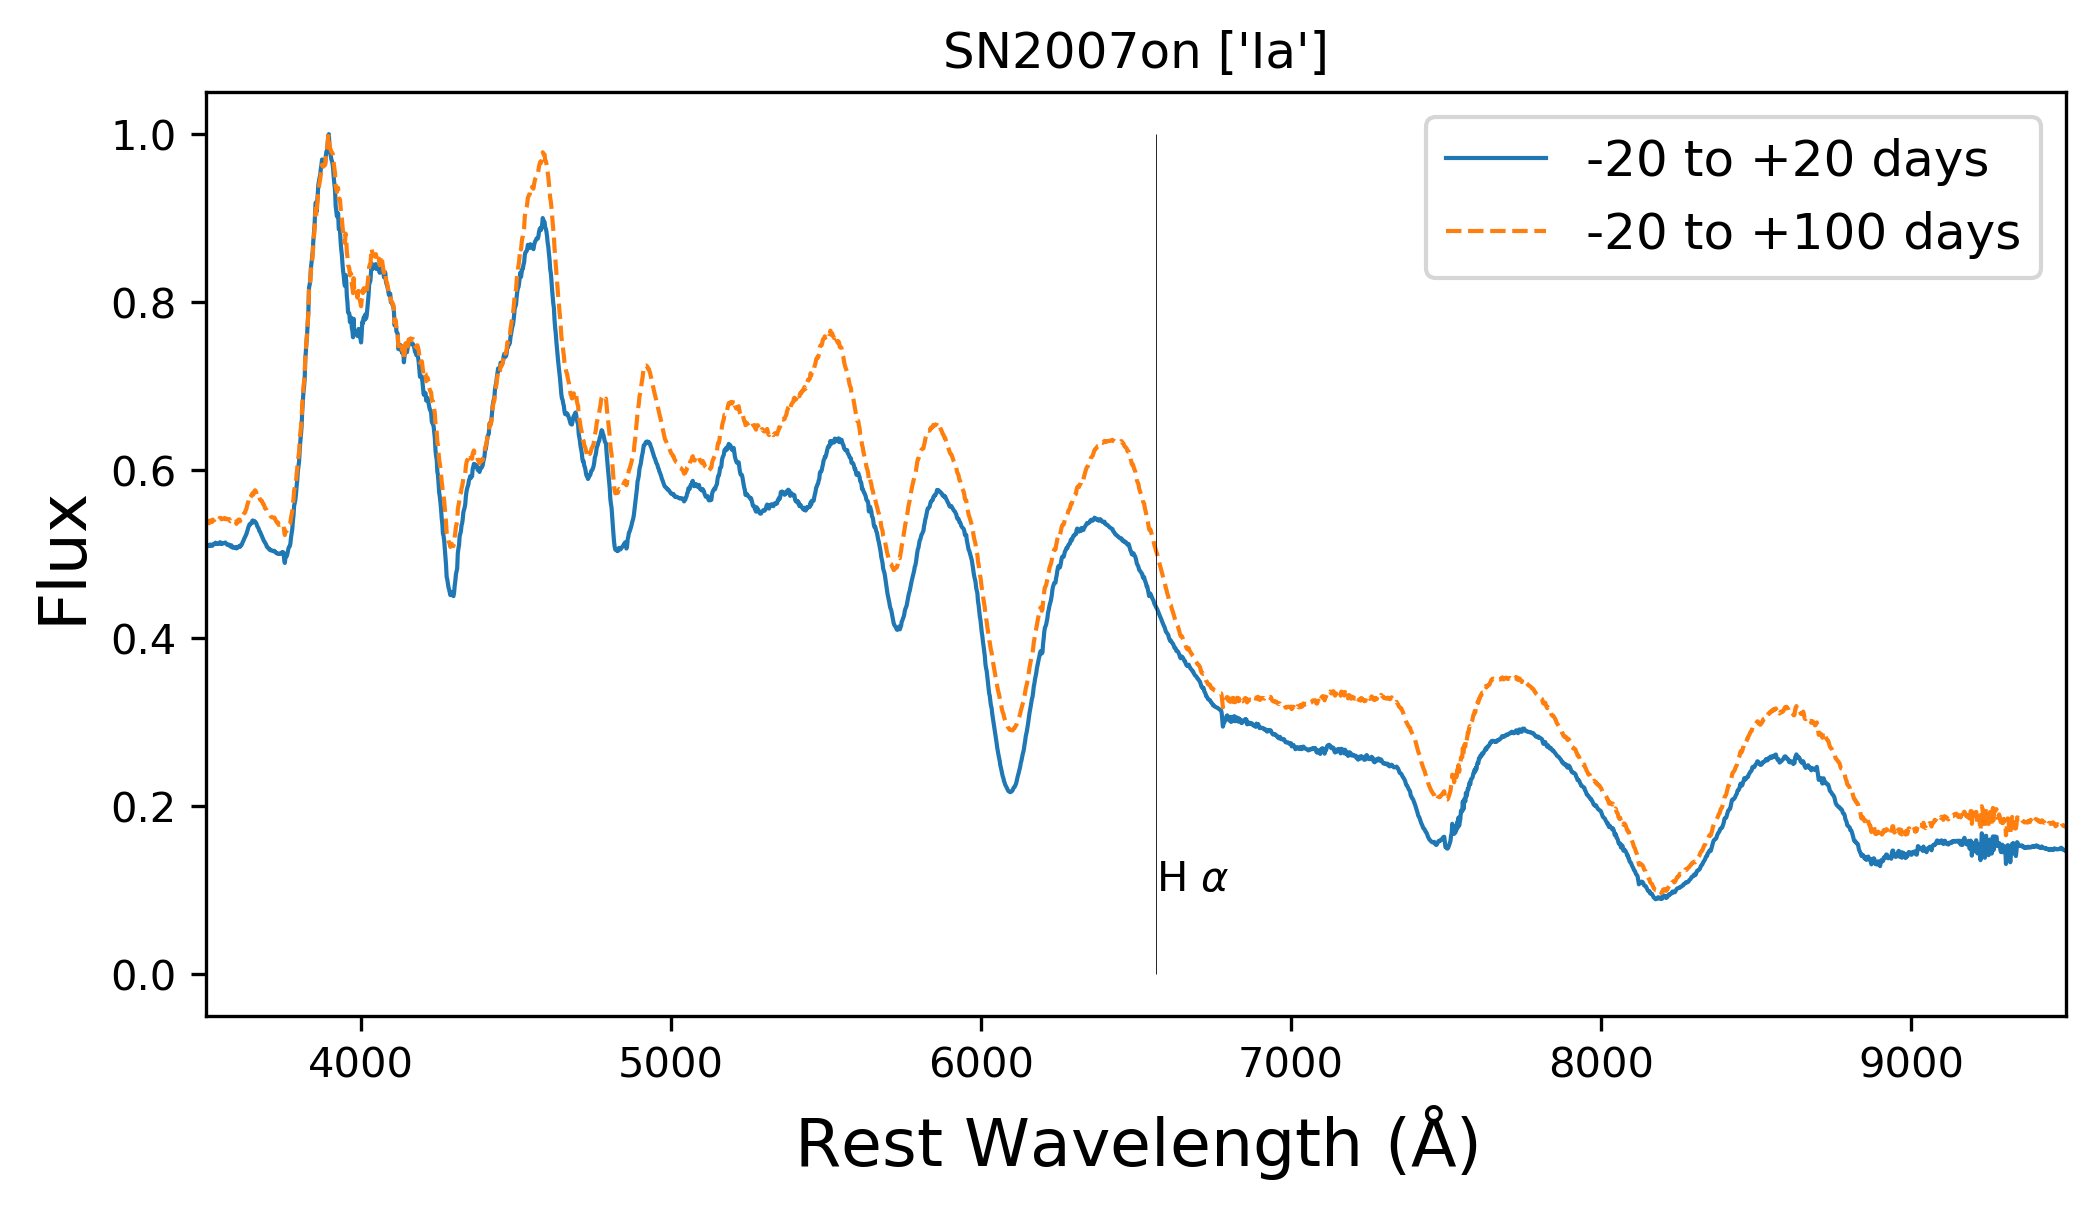 SN2007on ['Ia']
-20 to +20 days
-20 to +100 days
1.0
0.8
0.6
0.4
0.2
0.0
Flux
H α
4000 5000 6000 7000 8000 9000
Rest Wavelength (Å)